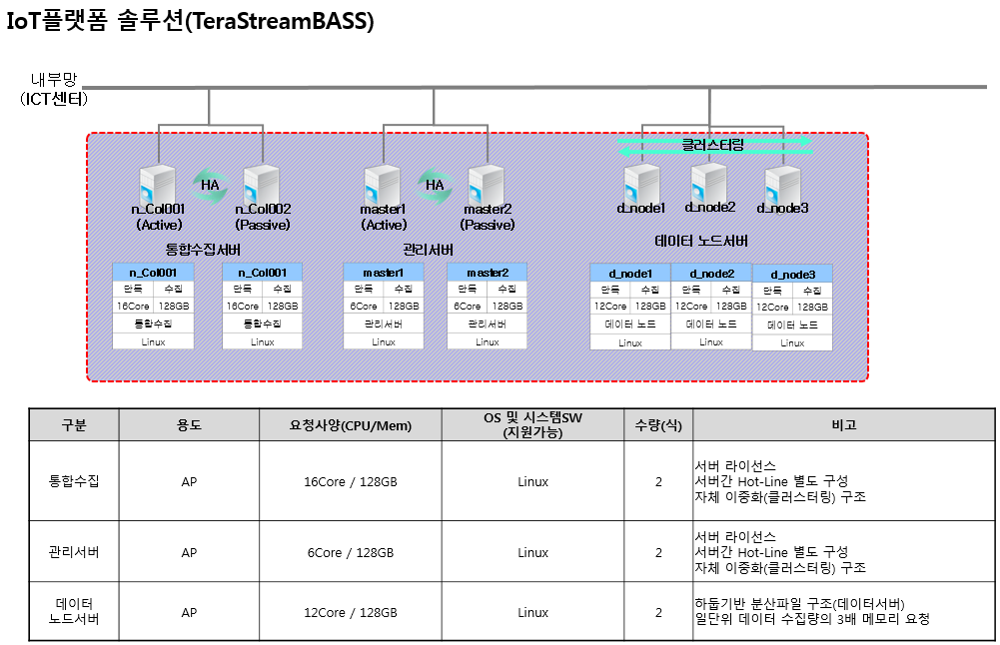 IoT플랫폼 솔루션(TeraStreamBASS)
내부망
(ICT센터)
클러스터링
HA
HA
n_Col001
(Active)
n_Col002
(Passive)
master1
(Active)
master2
(Passive)
d_node1
d_node2
d_node3
통합수집서버
관리서버
데이터 노드서버
n_Col001
단독 수집
16Core 128GB
통합수집
Linux
n_Col001
단독 수집
16Core 128GB
통합수집
Linux
master1
단독 수집
6Core 128GB
관리서버
Linux
master2
단독 수집
6Core 128GB
관리서버
Linux
d_node1
단독 수집
12Core 128GB
데이터 노드
Linux
d_node2
단독 수집
12Core 128GB
데이터 노드
Linux
d_node3
단독 수집
12Core 128GB
데이터 노드
Linux
구분 용도 요청사양(CPU/Mem) OS 및 시스템SW
(지원가능) 수량(식) 비고
통합수집 AP 16Core / 128GB Linux 2 서버 라이선스
서버간 Hot-Line 별도 구성
자체 이중화(클러스터링) 구조
관리서버 AP 6Core / 128GB Linux 2 서버 라이선스
서버간 Hot-Line 별도 구성
자체 이중화(클러스터링) 구조
데이터
노드서버 AP 12Core / 128GB Linux 2 하둡기반 분산파일 구조(데이터서버)
일단위 데이터 수집량의 3배 메모리 요청